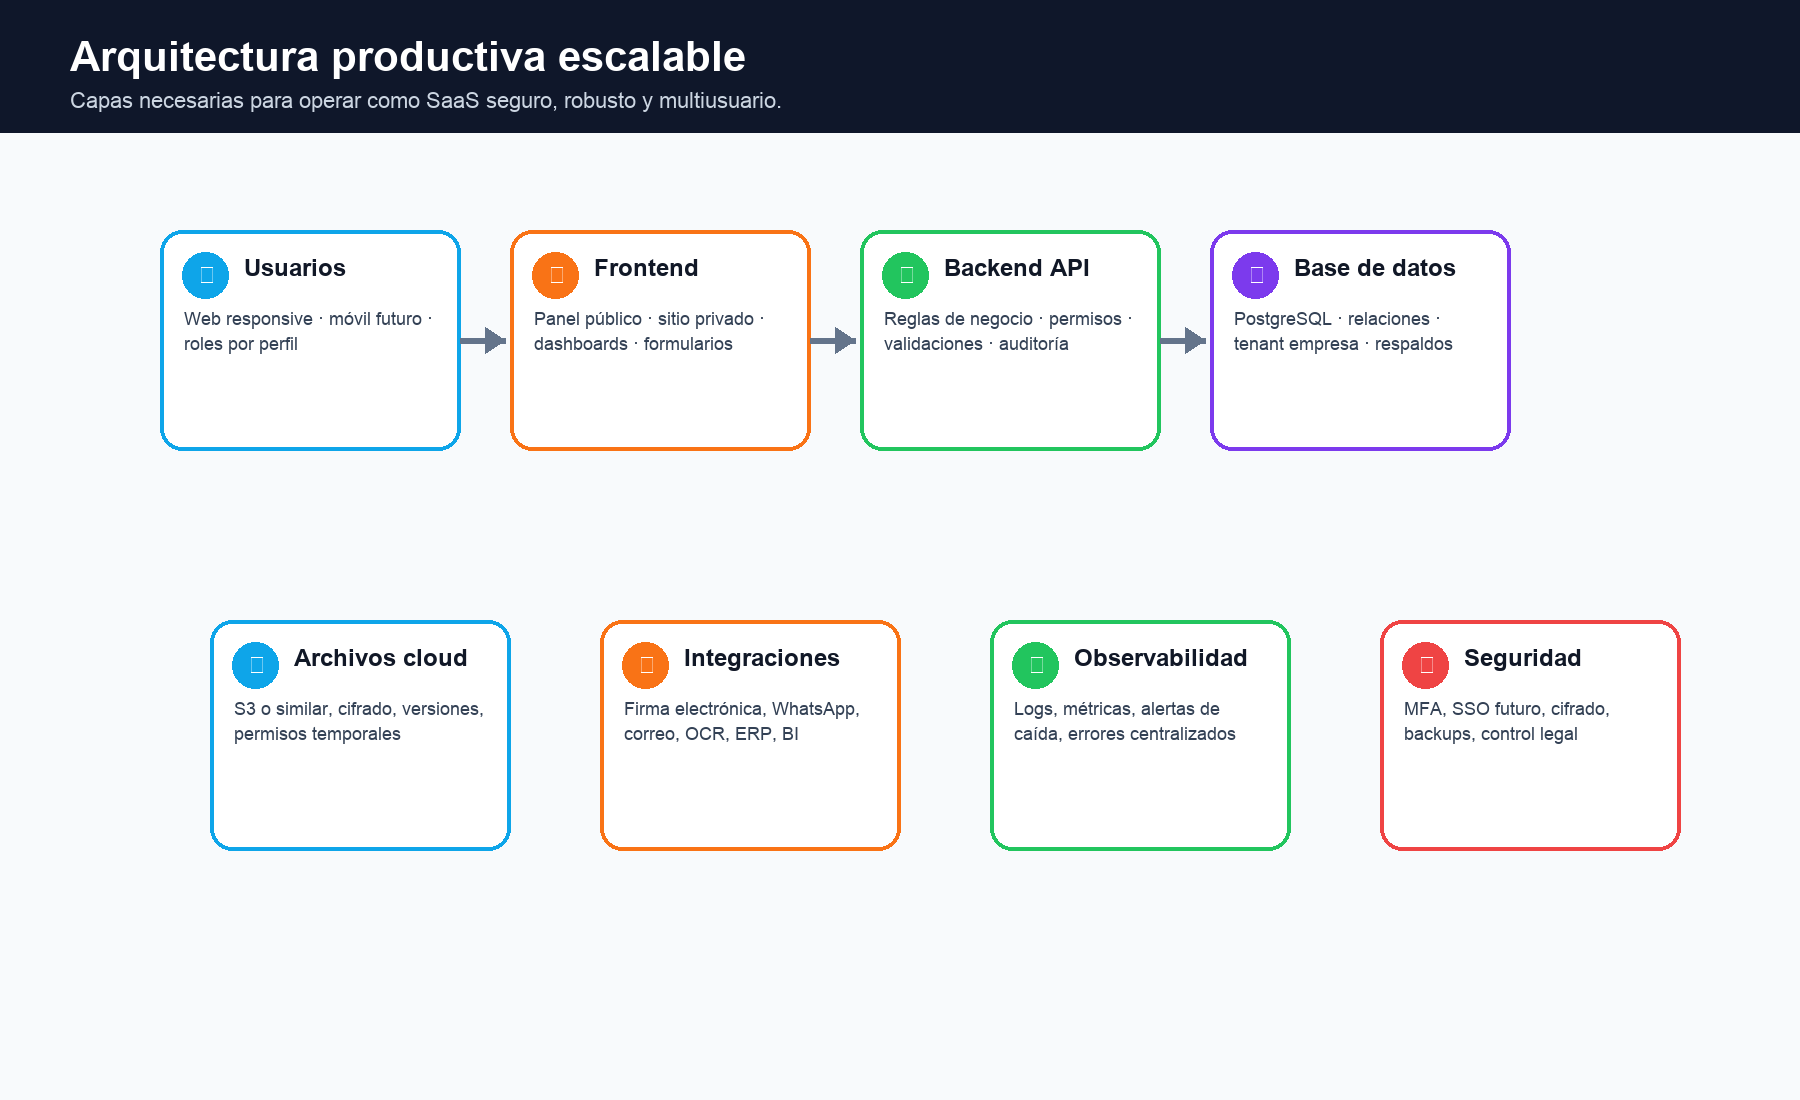 Arquitectura productiva escalable
Capas necesarias para operar como SaaS seguro, robusto y multiusuario.
Usuarios
Web responsive · móvil futuro ·
roles por perfil
Frontend
Panel público · sitio privado ·
dashboards · formularios
Backend API
Reglas de negocio · permisos ·
validaciones · auditoría
Base de datos
PostgreSQL · relaciones ·
tenant empresa · respaldos
Archivos cloud
S3 o similar, cifrado, versiones,
permisos temporales
Integraciones
Firma electrónica, WhatsApp,
correo, OCR, ERP, BI
Observabilidad
Logs, métricas, alertas de
caída, errores centralizados
Seguridad
MFA, SSO futuro, cifrado,
backups, control legal